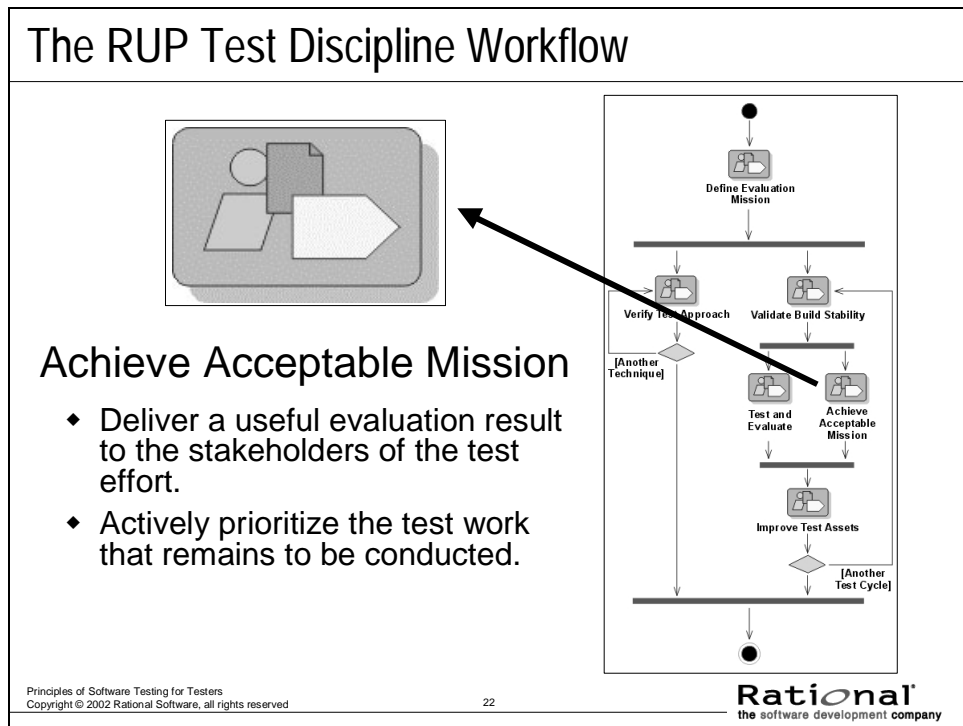 The RUP Test Discipline Workflow
Achieve Acceptable Mission
Deliver a useful evaluation result
to the stakeholders of the test
effort.
Actively prioritize the test work
that remains to be conducted.
Define Evaluation
Mission
Verify Test Approach
Validate Build Stability
[Another
Technique]
Test and
Evaluate
Achieve
Acceptable
Mission
Improve Test Assets
[Another
Test Cycle]
Principles of Software Testing for Testers
Copyright © 2002 Rational Software, all rights reserved
22
Rational
the software development company